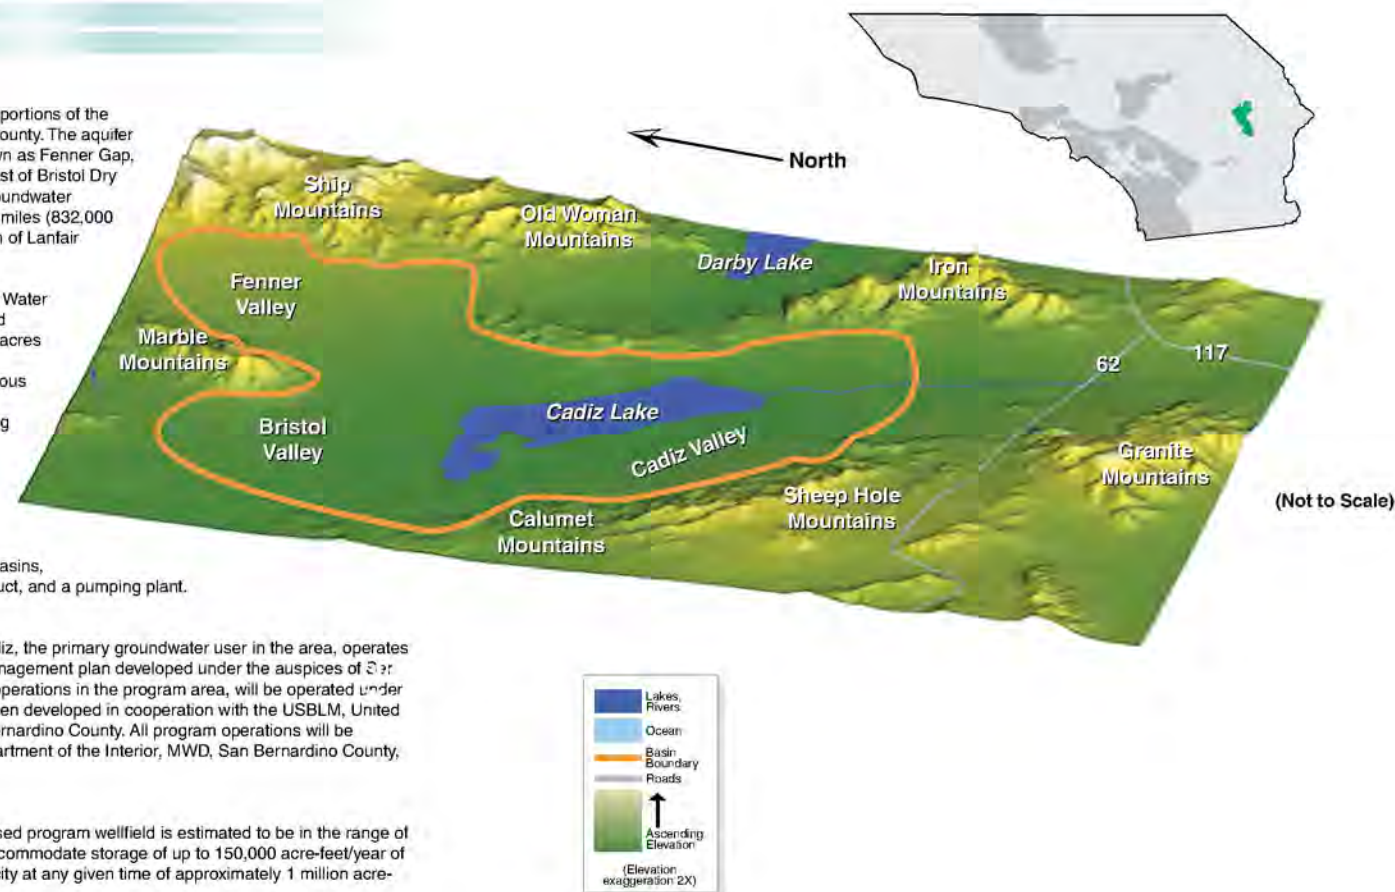 portions of the
ounty. The aquifer
n as Fenner Gap,
st of Bristol Dry
undwater
miles (832,000
of Lanfair
Water
d
acres
ous
g
asins,
uct, and a pumping plant.
diz, the primary groundwater user in the area, operates
nagement plan developed under the auspices of
operations in the program area, will be operated under
en developed in cooperation with the USBLM, United
ernardino County. All program operations will be
artment of the Interior, MWD, San Bernardino County,
sed program wellfield is estimated to be in the range of
ccommodate storage of up to 150,000 acre-feet/year of
city at any given time of approximately 1 million acre-
North
Ship
Mountains
Old Woman
Mountains
Darby Lake
Iron
Mountains
Fenner
Valley
Marble
Mountains
62
117
Cadiz Lake
Bristol
Valley
Cadiz Valley
Granite
Mountains
Sheep Hole
Mountains
Calumet
Mountains
(Not to Scale)
Lakes,
Rivers
Ocean
Basin
Boundary
Roads
Ascending
Elevation
(Elevation
exaggeration 2X)